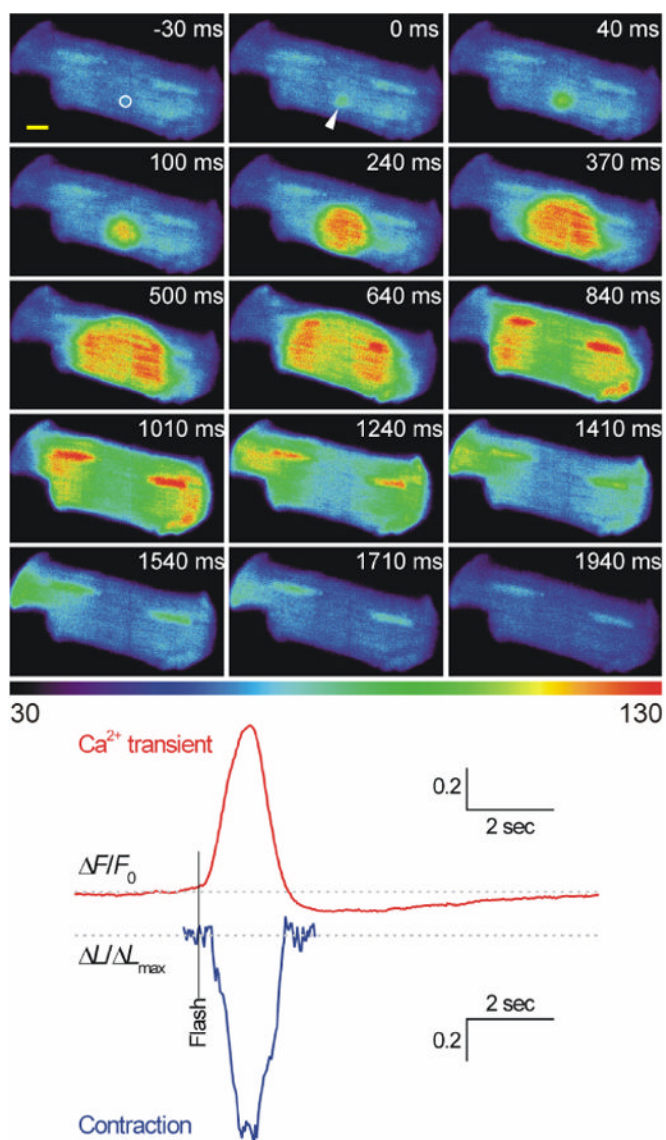 -30 ms
0 ms
40 ms
100 ms
240 ms
370 ms
500 ms
640 ms
840 ms
1010 ms
1240 ms
1410 ms
1540 ms
1710 ms
1940 ms
30
130
Ca²⁺ transient
0.2
2 sec
ΔF/F₀
ΔL/ΔLmax
Flash
2 sec
0.2
Contraction